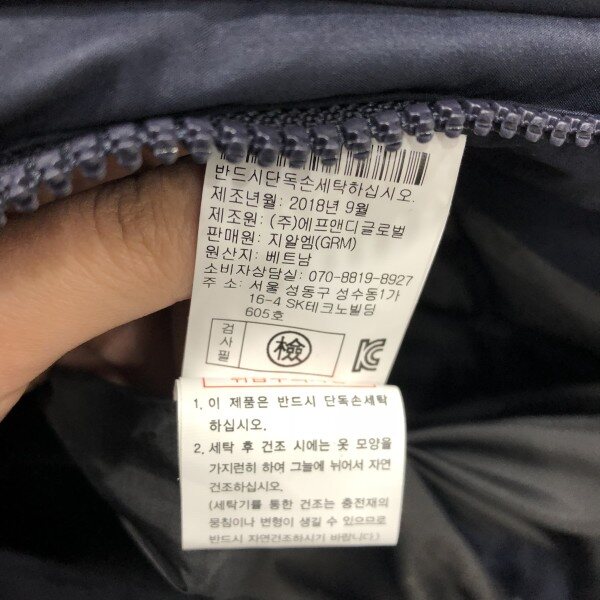 반드시단독손세탁하십시오.
제조년월: 2018년 9월
제조원: (주)에프앤디글로벌
판매원: 지알엠(GRM)
원산지: 베트남
소비자상담실: 070-8819-8927
주 소: 서울 성동구 성수동1가
16-4 SK테크노빌딩
605호
검사필
檢
1. 이 제품은 반드시 단독손세탁
하십시오.
2. 세탁 후 건조 시에는 옷 모양을
가지런히 하여 그늘에 뉘어서 자연
건조하십시오.
(세탁기를 통한 건조는 충전재의
뭉침이나 변형이 생길 수 있으므로
반드시 자연건조하시기 바랍니다.)